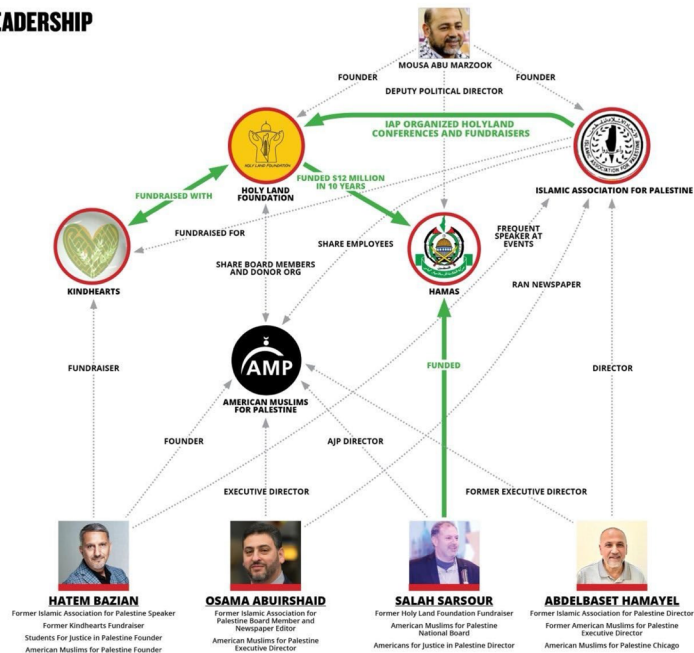 EADERSHIP
MOUSA ABU MARZOOK
FOUNDER
FOUNDER
DEPUTY POLITICAL DIRECTOR
IAP ORGANIZED HOLYLAND
CONFERENCES AND FUNDRAISERS
HOLY LAND FOUNDATION
ISLAMIC ASSOCIATION FOR PALESTINE
HOLY LAND
FOUNDATION
FUNDED $12 MILLION
IN 10 YEARS
ISLAMIC ASSOCIATION FOR PALESTINE
FUNDRAISED WITH
FUNDRAISED FOR
SHARE EMPLOYEES
FREQUENT
SPEAKER AT
EVENTS
SHARE BOARD MEMBERS
AND DONOR ORG
KINDHEARTS
HAMAS
RAN NEWSPAPER
AMP
FUNDRAISER
FUNDED
DIRECTOR
AMERICAN MUSLIMS
FOR PALESTINE
FOUNDER
AJP DIRECTOR
EXECUTIVE DIRECTOR
FORMER EXECUTIVE DIRECTOR
HATEM BAZIAN
Former Islamic Association for Palestine Speaker
Former Kindhearts Fundraiser
Students For Justice in Palestine Founder
American Muslims for Palestine Founder
OSAMA ABUIRSHAID
Former Islamic Association for
Palestine Board Member and
Newspaper Editor
American Muslims for Palestine
Executive Director
SALAH SARSOUR
Former Holy Land Foundation Fundraiser
American Muslims for Palestine
National Board
Americans for Justice in Palestine Director
ABDELBASET HAMAYEL
Former Islamic Association for Palestine Director
Former American Muslims for Palestine
Executive Director
American Muslims for Palestine Chicago